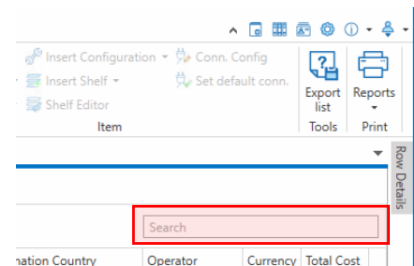 Insert Configuration Conn. Config
Insert Shelf Set default conn.
Shelf Editor
Export list
Reports
Item Tools Print
Row Details
Search
nation Country Operator Currency Total Cost